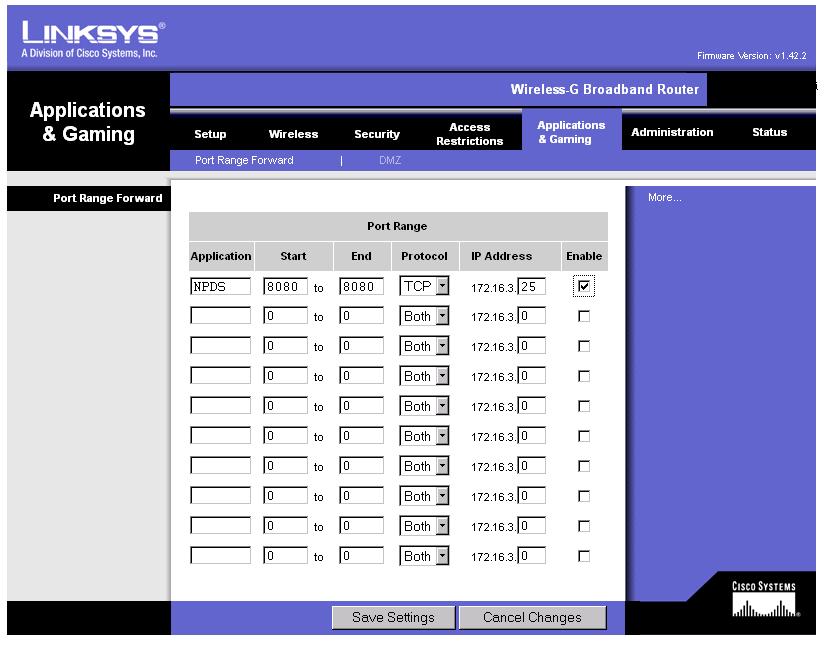 LINKSYS®
A Division of Cisco Systems, Inc.
Firmware Version: v1.42.2
Wireless-G Broadband Router
Applications
& Gaming
Setup Wireless Security Access Restrictions Applications & Gaming Administration Status
Port Range Forward | DMZ
Port Range Forward
More...
Port Range
Application Start End Protocol IP Address Enable
NPDS 8080 to 8080 TCP 172.16.3. 25
0 to 0 Both 172.16.3. 0
0 to 0 Both 172.16.3. 0
0 to 0 Both 172.16.3. 0
0 to 0 Both 172.16.3. 0
0 to 0 Both 172.16.3. 0
0 to 0 Both 172.16.3. 0
0 to 0 Both 172.16.3. 0
0 to 0 Both 172.16.3. 0
0 to 0 Both 172.16.3. 0
CISCO SYSTEMS
Save Settings Cancel Changes